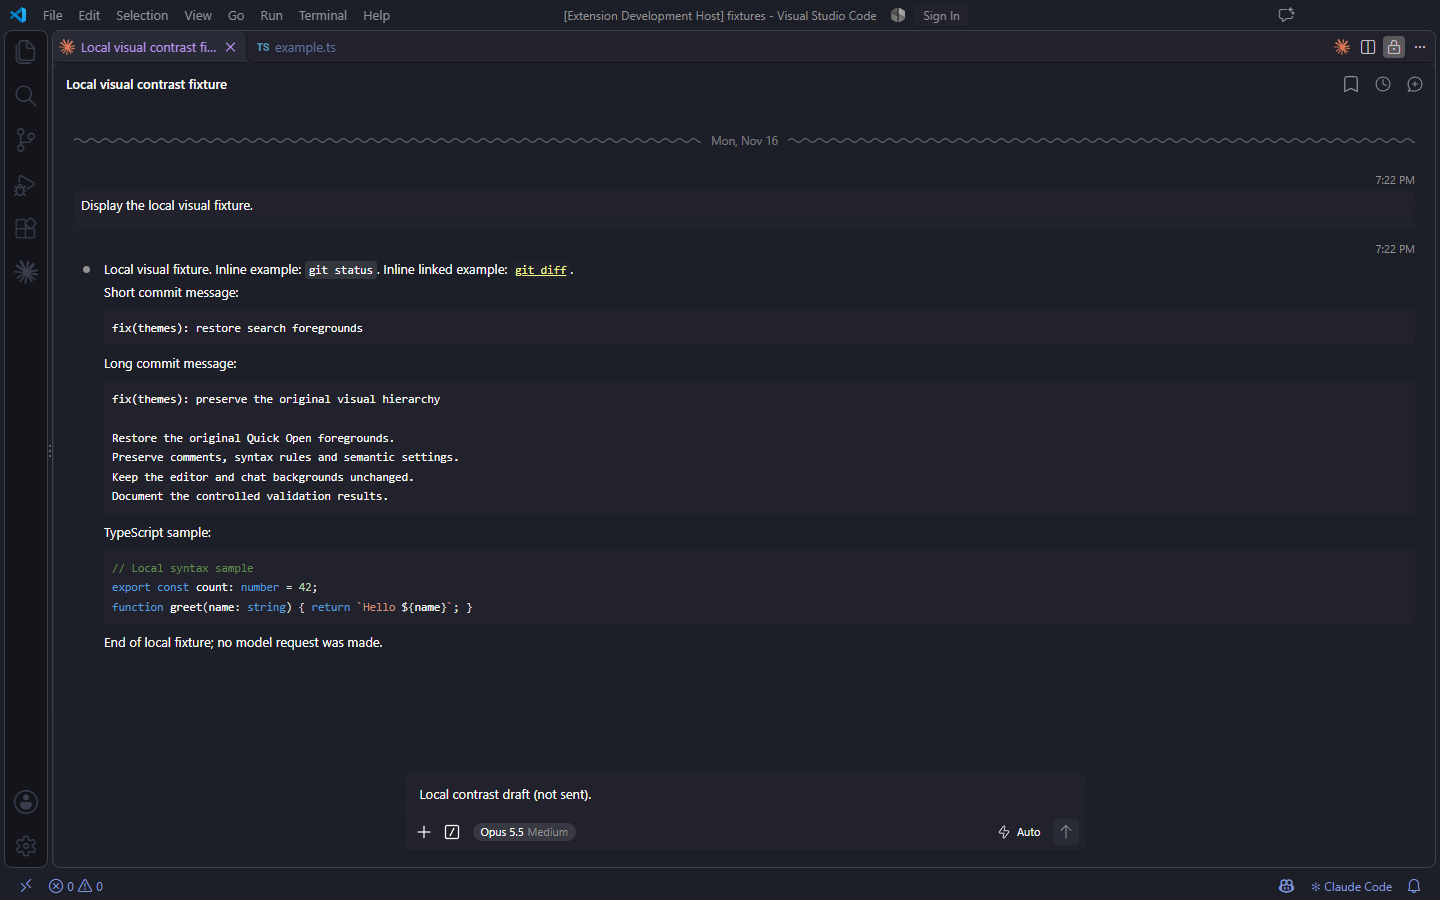 File Edit Selection View Go Run Terminal Help
[Extension Development Host] fixtures - Visual Studio Code
Sign In
Local visual contrast fi...
TS example.ts
Local visual contrast fixture
Mon, Nov 16
7:22 PM
Display the local visual fixture.
7:22 PM
Local visual fixture. Inline example: git status. Inline linked example: git diff.
Short commit message:
fix(themes): restore search foregrounds
Long commit message:
fix(themes): preserve the original visual hierarchy
Restore the original Quick Open foregrounds.
Preserve comments, syntax rules and semantic settings.
Keep the editor and chat backgrounds unchanged.
Document the controlled validation results.
TypeScript sample:
// Local syntax sample
export const count: number = 42;
function greet(name: string) { return `Hello ${name}`; }
End of local fixture; no model request was made.
Local contrast draft (not sent).
Opus 5.5 Medium
Auto
0 0
Claude Code